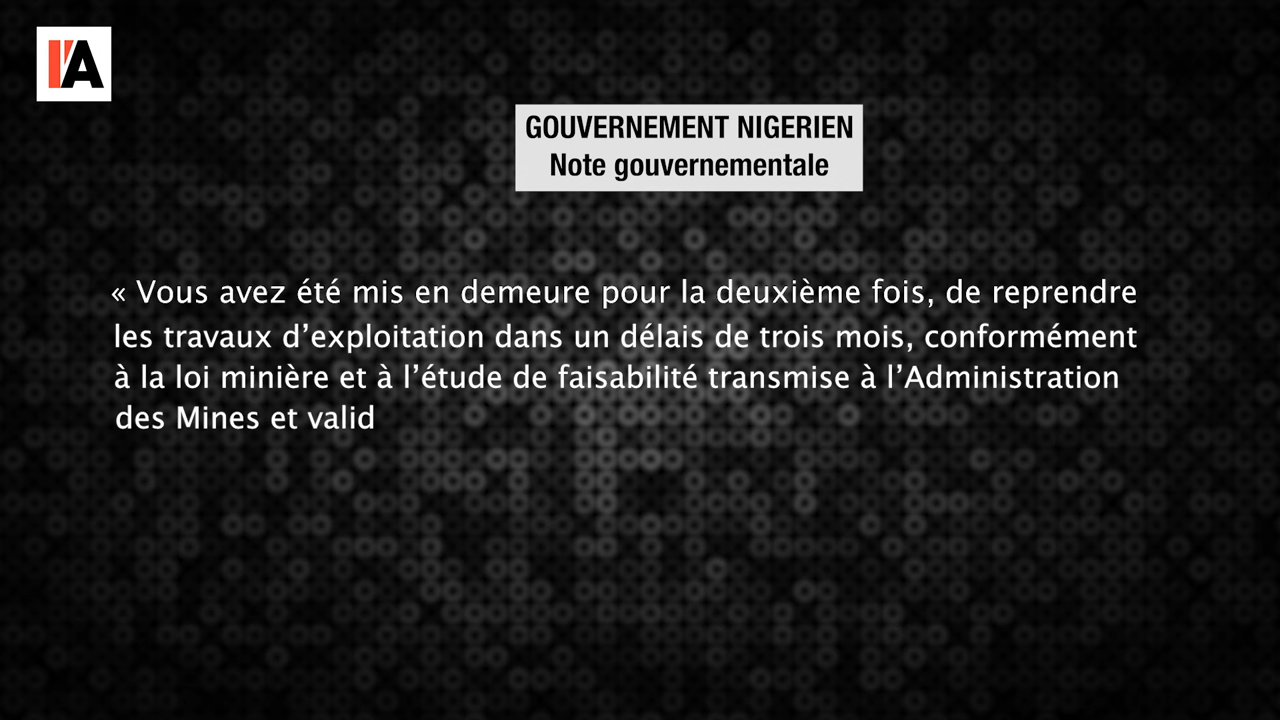 l'A
GOUVERNEMENT NIGERIEN
Note gouvernementale
« Vous avez été mis en demeure pour la deuxième fois, de reprendre
les travaux d’exploitation dans un délais de trois mois, conformément
à la loi minière et à l’étude de faisabilité transmise à l’Administration
des Mines et valid